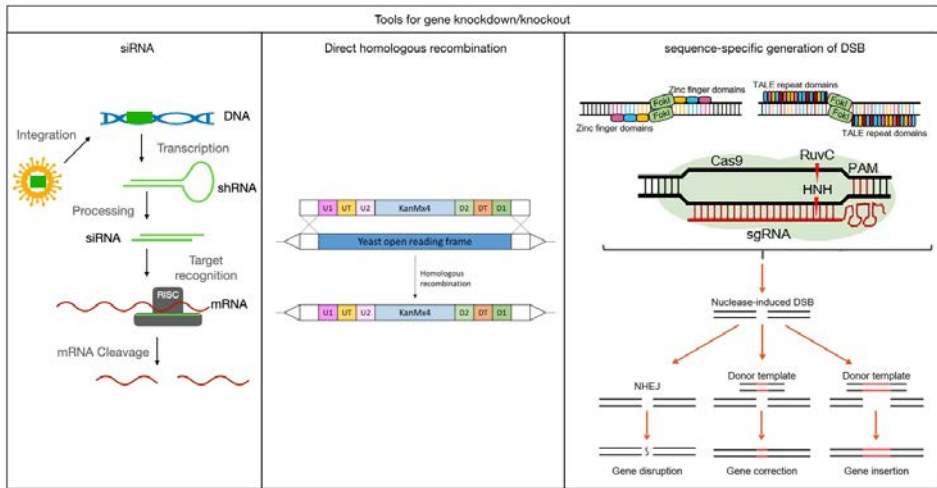 Tools for gene knockdown/knockout
siRNA
DNA
Integration
Transcription
shRNA
Processing
siRNA
Target
recognition
RISC
mRNA
mRNA Cleavage
Direct homologous recombination
U1 UT U2 KanMx4 D2 DT D1
Yeast open reading frame
Homologous
recombination
U1 UT U2 KanMx4 D2 DT D1
sequence-specific generation of DSB
Zinc finger domains
FokI
FokI
Zinc finger domains
TALE repeat domains
FokI
FokI
TALE repeat domains
Cas9
RuvC
PAM
HNH
sgRNA
Nuclease-induced DSB
NHEJ
Donor template
Donor template
Gene disruption
Gene correction
Gene insertion